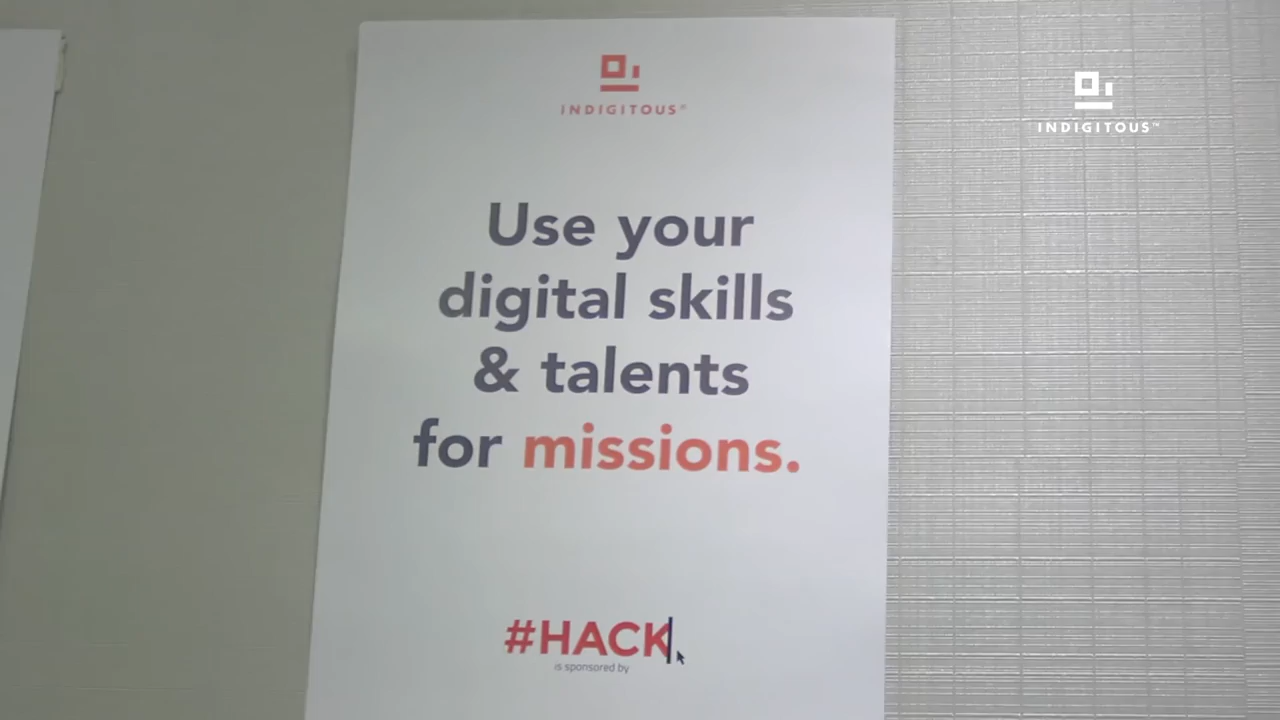 INDIGITOUS®
INDIGITOUS™
Use your
digital skills
& talents
for missions.
#HACK
is sponsored by